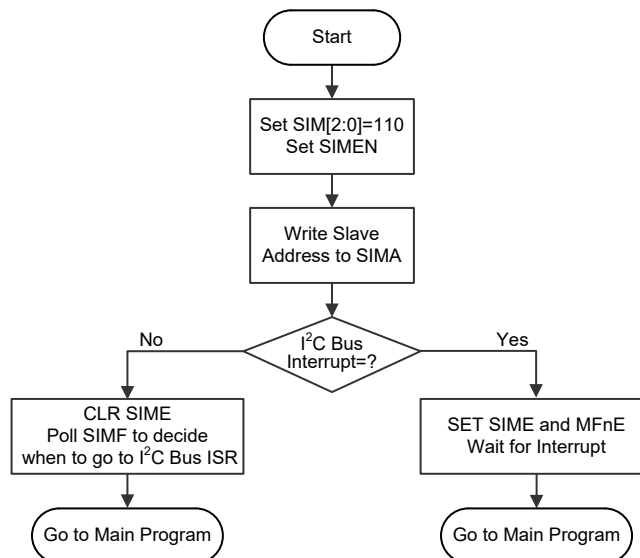 Start
Set SIM[2:0]=110
Set SIMEN
Write Slave
Address to SIMA
I²C Bus
Interrupt=?
No
Yes
CLR SIME
Poll SIMF to decide
when to go to I²C Bus ISR
SET SIME and MFnE
Wait for Interrupt
Go to Main Program
Go to Main Program